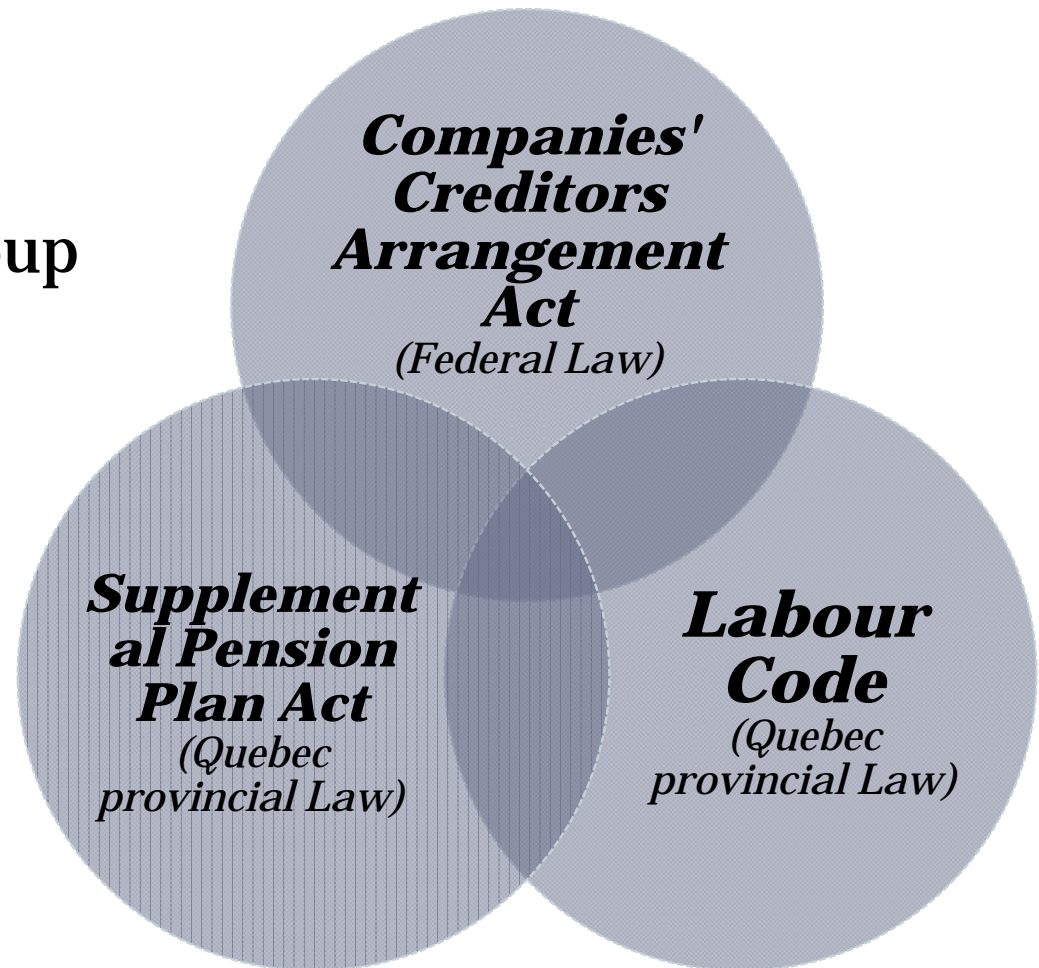 Companies'
Creditors
Arrangement
Act
(Federal Law)
up
Supplement
al Pension
Plan Act
(Quebec
provincial Law)
Labour
Code
(Quebec
provincial Law)